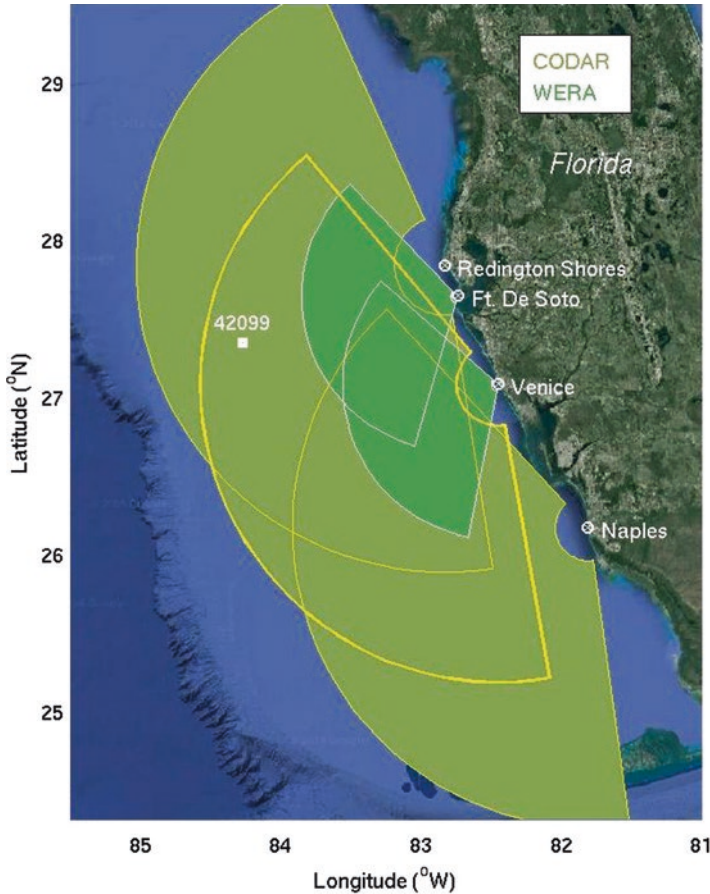 CODAR
WERA
Florida
Redington Shores
Ft. De Soto
42099
Venice
Naples
29
28
27
26
25
Latitude (°N)
85
84
83
82
81
Longitude (°W)